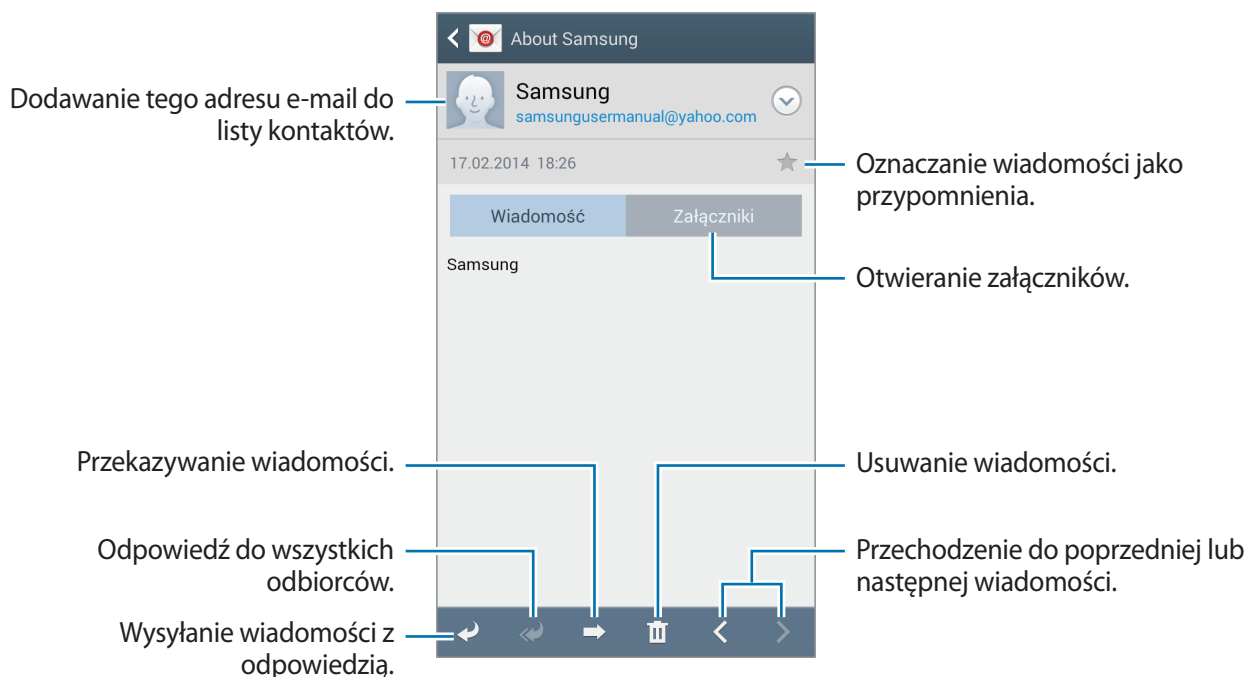 About Samsung
Samsung
samsungusermanual@yahoo.com
Dodawanie tego adresu e-mail do
listy kontaktów.
17.02.2014 18:26
Oznaczanie wiadomości jako
przypomnienia.
Wiadomość
Załączniki
Samsung
Otwieranie załączników.
Przekazywanie wiadomości.
Usuwanie wiadomości.
Odpowiedź do wszystkich
odbiorców.
Przechodzenie do poprzedniej lub
następnej wiadomości.
Wysyłanie wiadomości z
odpowiedzią.